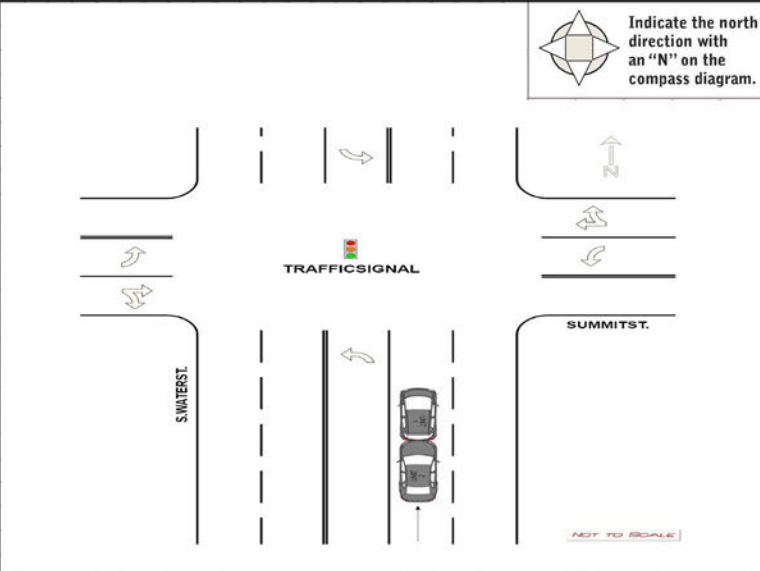 Indicate the north
direction with
an “N” on the
compass diagram.
N
TRAFFICSIGNAL
SUMMITST.
S.WATERST.
NOT TO SCALE